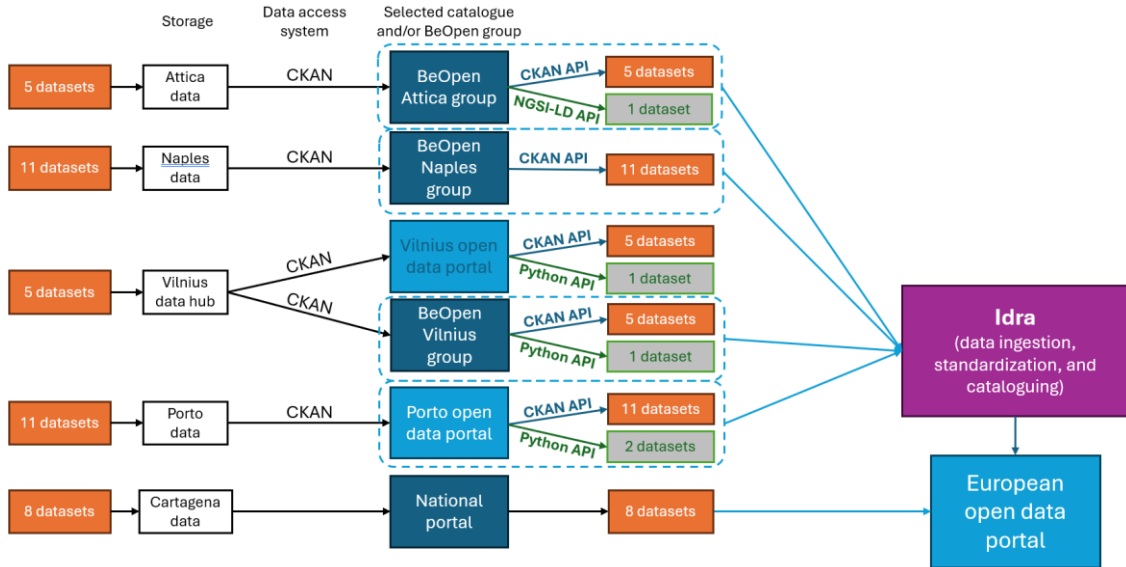 Storage
Data access
system
Selected catalogue
and/or BeOpen group
5 datasets
Attica
data
CKAN
BeOpen
Attica group
CKAN API
NGSI-LD API
5 datasets
1 dataset
11 datasets
Naples
data
CKAN
BeOpen
Naples
group
CKAN API
11 datasets
5 datasets
Vilnius
data hub
CKAN
CKAN
Vilnius open
data portal
CKAN API
Python API
5 datasets
1 dataset
BeOpen
Vilnius
group
CKAN API
Python API
5 datasets
1 dataset
11 datasets
Porto
data
CKAN
Porto open
data portal
CKAN API
Python API
11 datasets
2 datasets
8 datasets
Cartagena
data
National
portal
8 datasets
Idra
(data ingestion,
standardization, and
cataloguing)
European
open data
portal